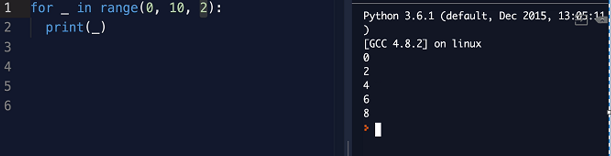 1 for _ in range(0, 10, 2):
2 print(_)
3
4
5
6
Python 3.6.1 (default, Dec 2015, 13:05:11
)
[GCC 4.8.2] on linux
0
2
4
6
8